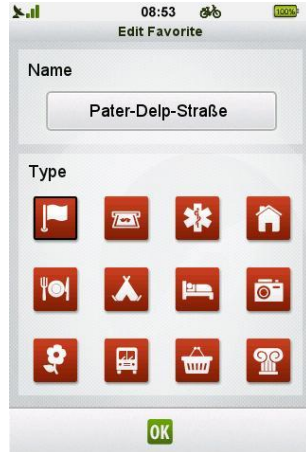 08:53
100%
Edit Favorite
Name
Pater-Delp-Straße
Type
OK